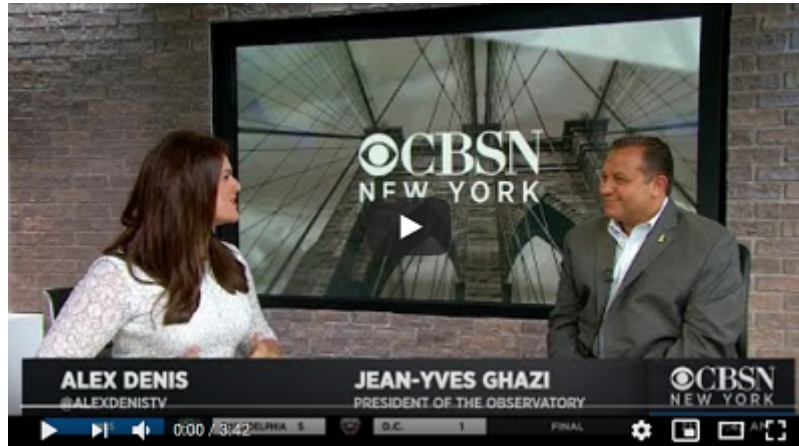 CBSN
NEW YORK
ALEX DENIS
@ALEXDENISTV
JEAN-YVES GHAZI
PRESIDENT OF THE OBSERVATORY
CBSN
NEW YORK
0:00 / 3:42
5
D.C. 1
FINAL